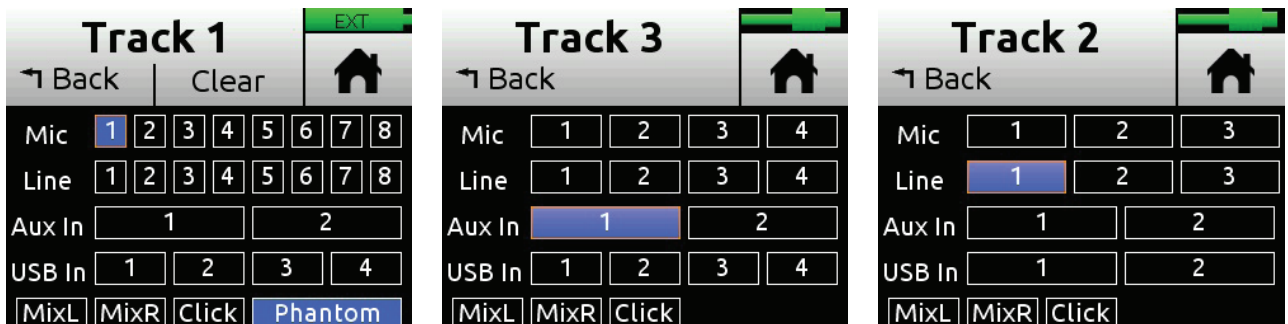 EXT
Track 1
Back Clear
Mic 1 2 3 4 5 6 7 8
Line 1 2 3 4 5 6 7 8
Aux In 1 2
USB In 1 2 3 4
MixL MixR Click Phantom
Track 3
Back
Mic 1 2 3 4
Line 1 2 3 4
Aux In 1 2
USB In 1 2 3 4
MixL MixR Click
Track 2
Back
Mic 1 2 3
Line 1 2 3
Aux In 1 2
USB In 1 2
MixL MixR Click